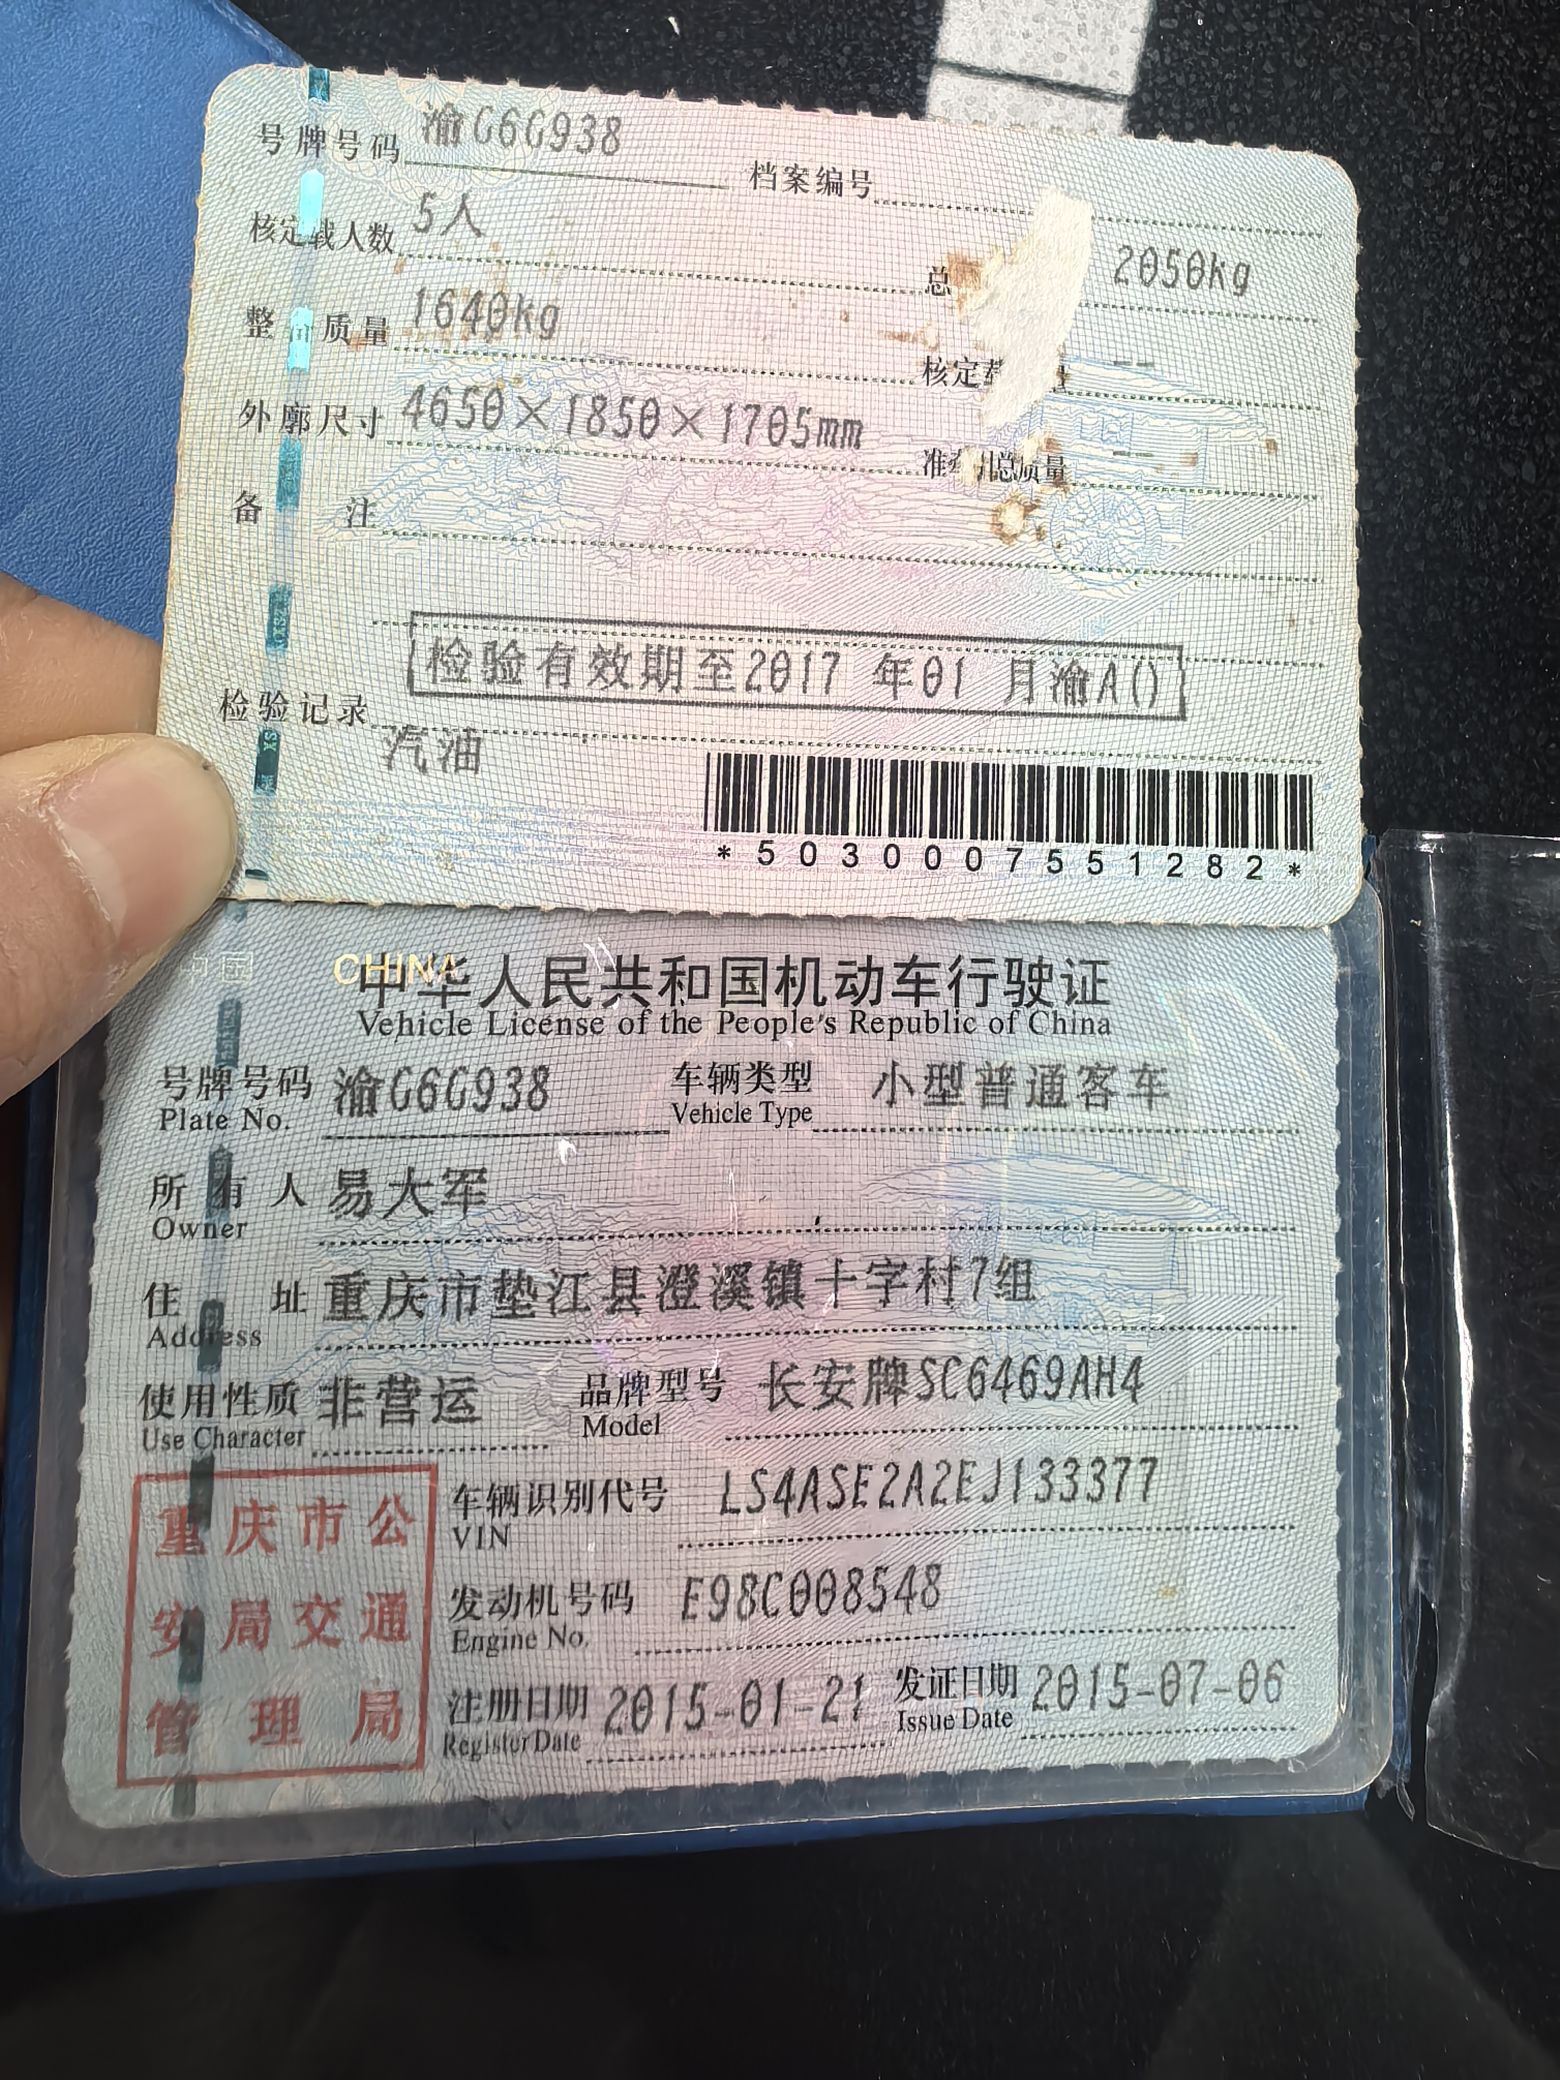 号牌号码 渝G6G938 档案编号
核定载人数 5人 总 2050kg
整 质量 1640kg 核定
外廓尺寸 4650×1850×1705mm 准 总质量
备 注
检验有效期至2017 年01 月渝A()
检验记录
汽油
*5030007551282*
中国 CHINA
中华人民共和国机动车行驶证
Vehicle License of the People's Republic of China
号牌号码 渝G6G938 车辆类型 小型普通客车
Plate No. Vehicle Type
所有人 易大军
Owner
住 址 重庆市垫江县澄溪镇十字村7组
Address
使用性质 非营运 品牌型号 长安牌SC6469AH4
Use Character Model
车辆识别代号 LS4ASE2A2EJ133377
VIN
发动机号码 E98C008548
Engine No.
注册日期 2015-01-21 发证日期 2015-07-06
Register Date Issue Date
重庆市公
安局交通
管理局